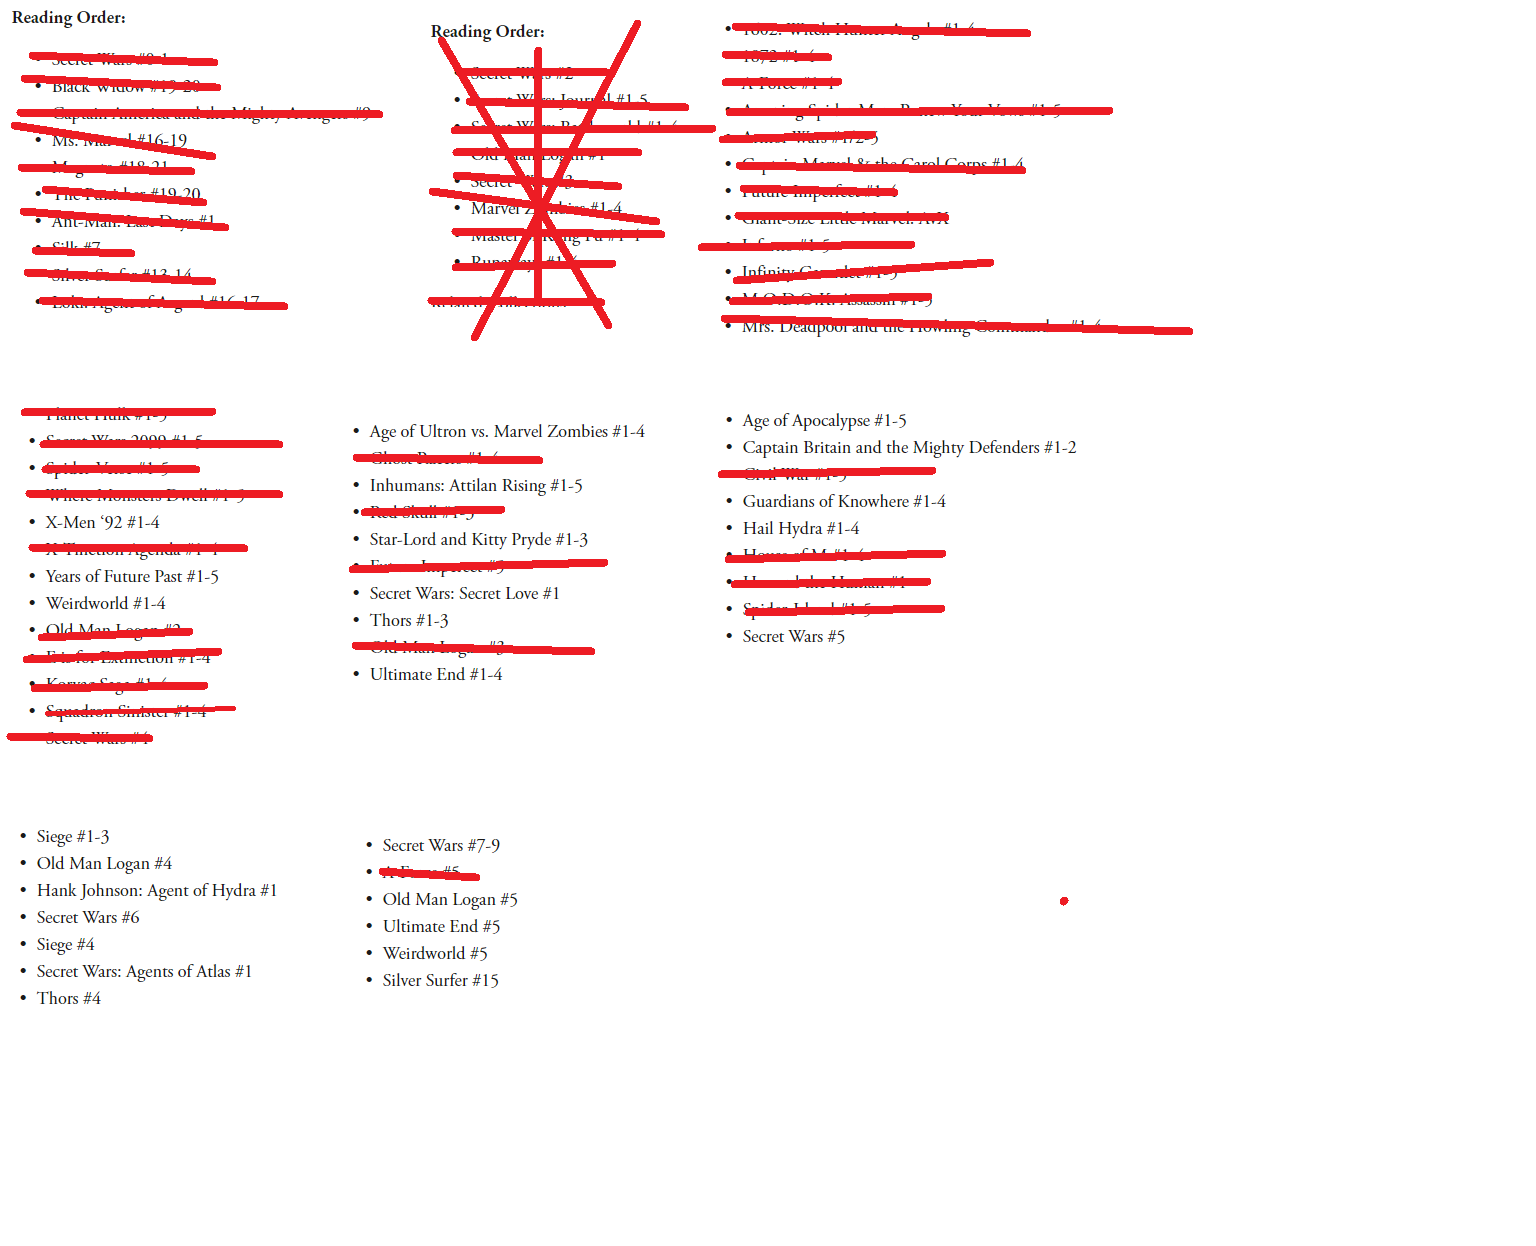 Reading Order:
• Secret Wars #0-1
• Black Widow #19-20
Captain America and the Mighty Avengers #9
• Ms. Marvel #16-19
• Magneto #18-21
• The Punisher #19-20
• Ant-Man: Last Days #1
• Silk #7
• Silver Surfer #13-14
• Loki: Agent of Asgard #16-17
Reading Order:
• Secret Wars #2
• Secret Wars: Journal #1-5
• Secret Wars: Battleworld #1-4
Old Man Logan #1
• Secret Wars #3
Marvel Zombies #1-4
• Master of Kung Fu #1-4
• Runaways #1-4
• 1602: Witch Hunter Angela #1-4
• 1872 #1-4
• A-Force #1-4
• Amazing Spider-Man: Renew Your Vows #1-5
• Armor Wars #1/2-5
• Captain Marvel & the Carol Corps #1-4
• Future Imperfect #1-4
• Giant-Size Little Marvel: AvX
• Inferno #1-5
• Infinity Gauntlet #1-5
• M.O.D.O.K. Assassin #1-5
• Mrs. Deadpool and the Howling Commandos #1-4
Planet Hulk #1-5
• Secret Wars 2099 #1-5
• Spider-Verse #1-5
• Where Monsters Dwell #1-5
• X-Men ‘92 #1-4
• X-Tinction Agenda #1-4
• Years of Future Past #1-5
• Weirdworld #1-4
• Old Man Logan #2
• E is for Extinction #1-4
• Korvac Saga #1-4
• Squadron Sinister #1-4
Secret Wars #4
• Age of Ultron vs. Marvel Zombies #1-4
• Ghost Racers #1-4
• Inhumans: Attilan Rising #1-5
• Red Skull #1-3
• Star-Lord and Kitty Pryde #1-3
• Future Imperfect #5
• Secret Wars: Secret Love #1
• Thors #1-3
• Old Man Logan #3
• Ultimate End #1-4
• Age of Apocalypse #1-5
• Captain Britain and the Mighty Defenders #1-2
Civil War #1-5
• Guardians of Knowhere #1-4
• Hail Hydra #1-4
• House of M #1-4
• Howard the Human #1
• Spider-Island #1-5
• Secret Wars #5
• Siege #1-3
• Old Man Logan #4
• Hank Johnson: Agent of Hydra #1
• Secret Wars #6
• Siege #4
• Secret Wars: Agents of Atlas #1
• Thors #4
• Secret Wars #7-9
• A-Force #5
• Old Man Logan #5
• Ultimate End #5
• Weirdworld #5
• Silver Surfer #15